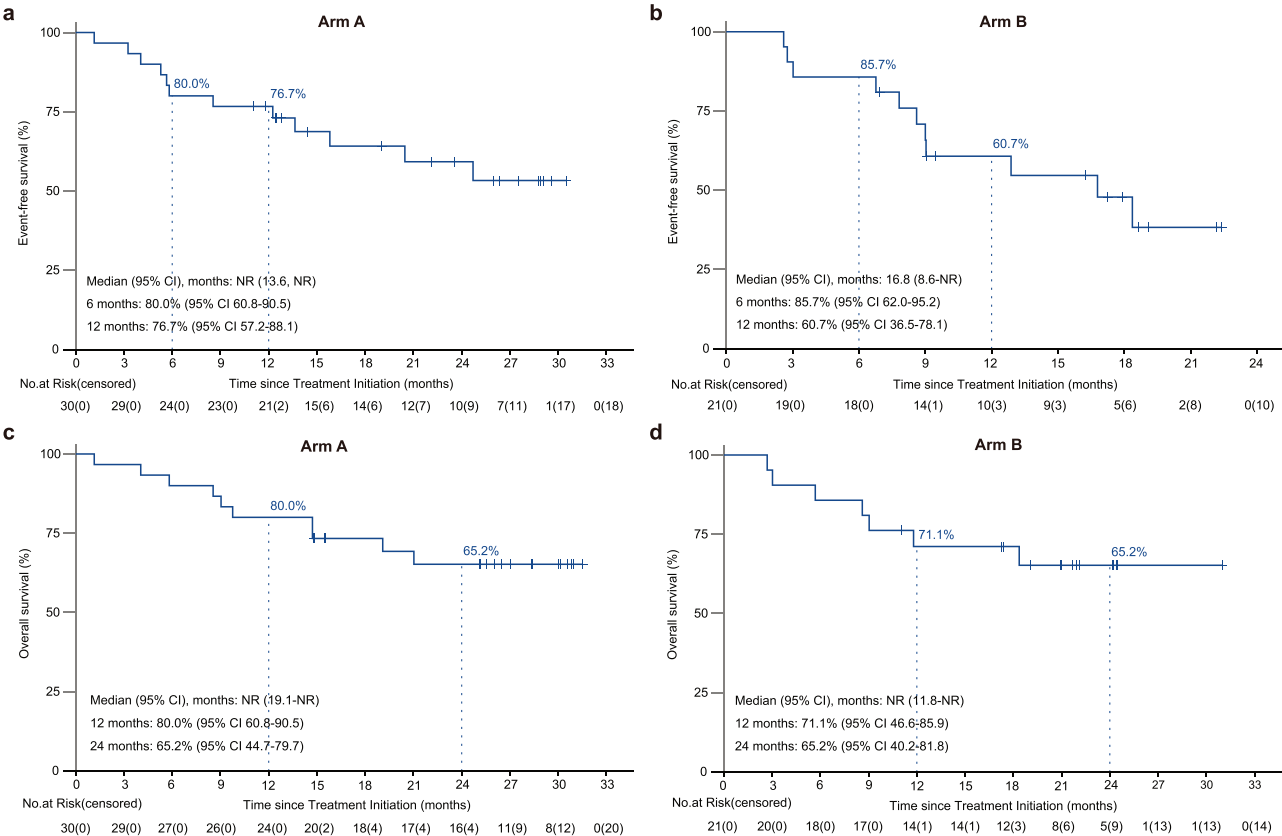 a
Arm A
100
75
50
25
0
Event-free survival (%)
80.0%
76.7%
Median (95% CI), months: NR (13.6, NR)
6 months: 80.0% (95% CI 60.8-90.5)
12 months: 76.7% (95% CI 57.2-88.1)
0 3 6 9 12 15 18 21 24 27 30 33
No.at Risk(censored) Time since Treatment Initiation (months)
30(0) 29(0) 24(0) 23(0) 21(2) 15(6) 14(6) 12(7) 10(9) 7(11) 1(17) 0(18)
b
Arm B
100
75
50
25
0
Event-free survival (%)
85.7%
60.7%
Median (95% CI), months: 16.8 (8.6-NR)
6 months: 85.7% (95% CI 62.0-95.2)
12 months: 60.7% (95% CI 36.5-78.1)
0 3 6 9 12 15 18 21 24
No.at Risk(censored) Time since Treatment Initiation (months)
21(0) 19(0) 18(0) 14(1) 10(3) 9(3) 5(6) 2(8) 0(10)
c
Arm A
100
75
50
25
0
Overall survival (%)
80.0%
65.2%
Median (95% CI), months: NR (19.1-NR)
12 months: 80.0% (95% CI 60.8-90.5)
24 months: 65.2% (95% CI 44.7-79.7)
0 3 6 9 12 15 18 21 24 27 30 33
No.at Risk(censored) Time since Treatment Initiation (months)
30(0) 29(0) 27(0) 26(0) 24(0) 20(2) 18(4) 17(4) 16(4) 11(9) 8(12) 0(20)
d
Arm B
100
75
50
25
0
Overall survival (%)
71.1%
65.2%
Median (95% CI), months: NR (11.8-NR)
12 months: 71.1% (95% CI 46.6-85.9)
24 months: 65.2% (95% CI 40.2-81.8)
0 3 6 9 12 15 18 21 24 27 30 33
No.at Risk(censored) Time since Treatment Initiation (months)
21(0) 20(0) 18(0) 17(0) 14(1) 14(1) 12(3) 8(6) 5(9) 1(13) 1(13) 0(14)